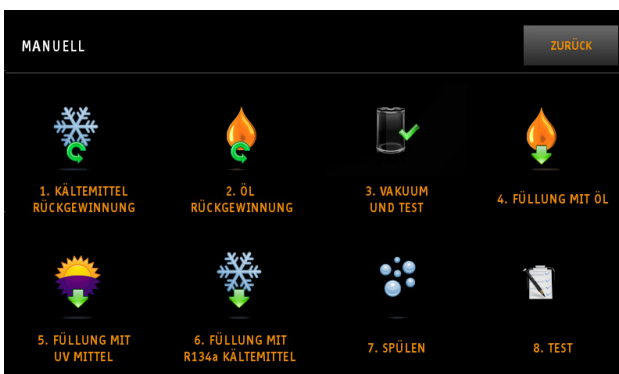 MANUELL
ZURÜCK
1. KÄLTEMITTEL
RÜCKGEWINNUNG
2. ÖL
RÜCKGEWINNUNG
3. VAKUUM
UND TEST
4. FÜLLUNG MIT ÖL
5. FÜLLUNG MIT
UV MITTEL
6. FÜLLUNG MIT
R134a KÄLTEMITTEL
7. SPÜLEN
8. TEST